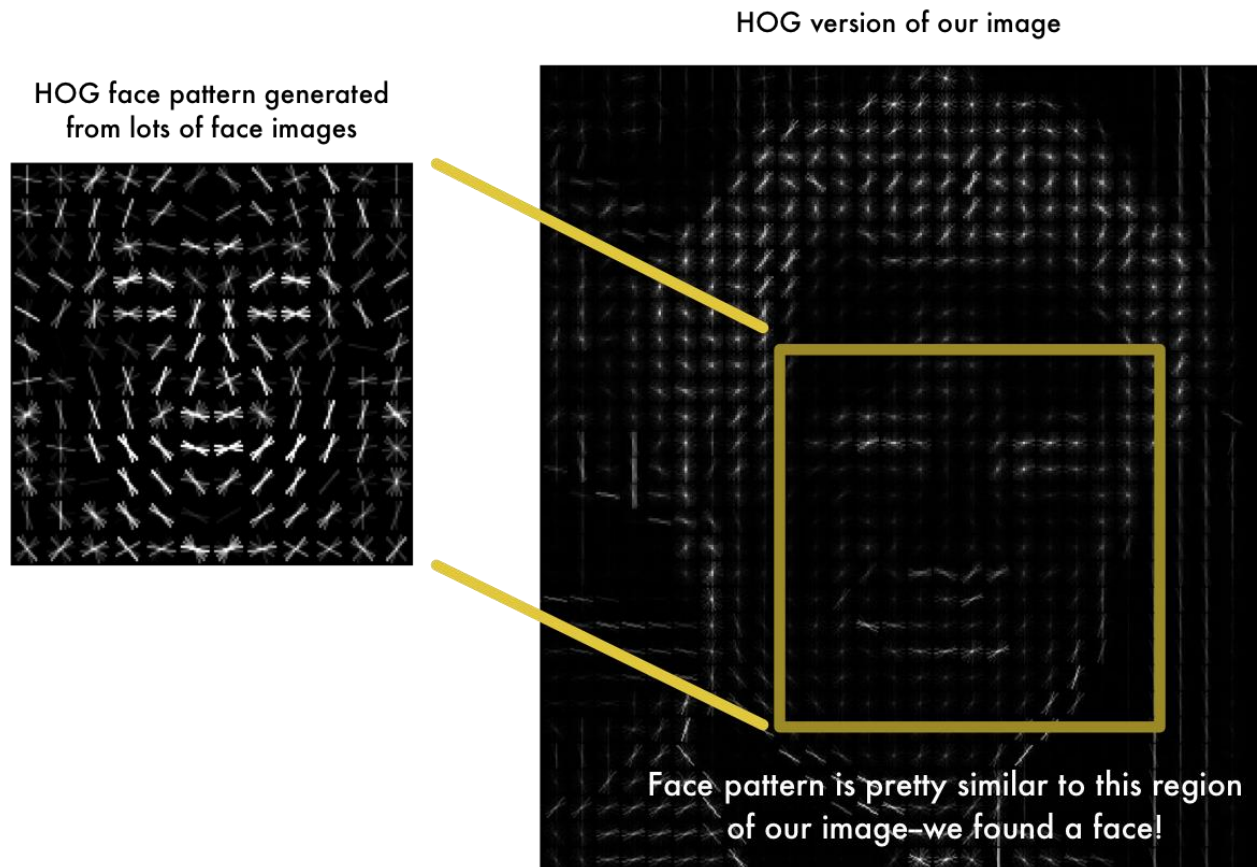 HOG version of our image
HOG face pattern generated
from lots of face images
Face pattern is pretty similar to this region
of our image–we found a face!